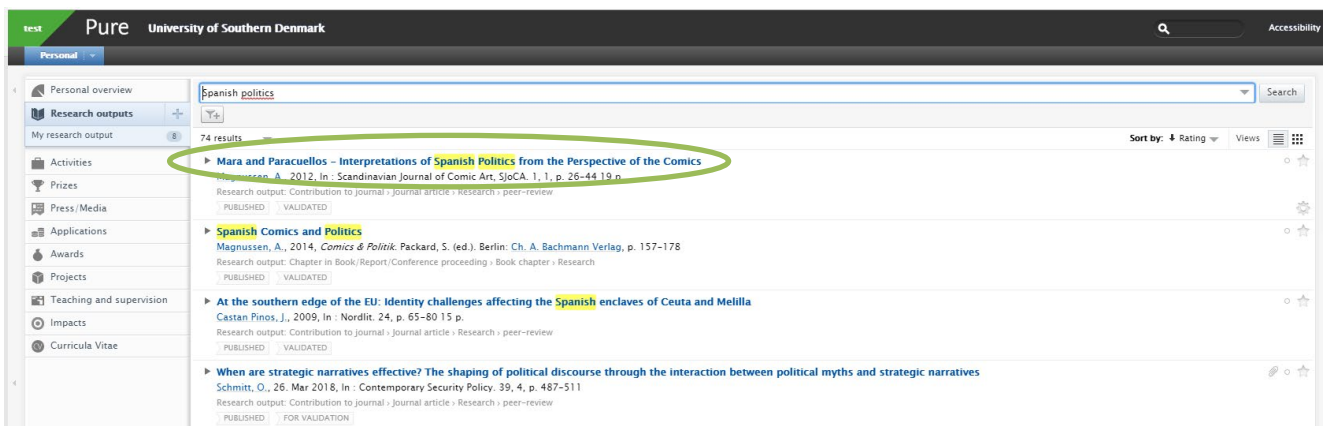 test Pure University of Southern Denmark Accessibility
Personal
Personal overview
Research outputs
My research output 8
Activities
Prizes
Press/Media
Applications
Awards
Projects
Teaching and supervision
Impacts
Curricula Vitae
Spanish politics Search
74 results Sort by: Rating Views
Mara and Paracuellos – Interpretations of Spanish Politics from the Perspective of the Comics
Magnussen, A., 2012, In : Scandinavian Journal of Comic Art, SJoCA. 1, 1, p. 26-44 19 p.
Research output: Contribution to journal › Journal article › Research › peer-review
PUBLISHED VALIDATED
Spanish Comics and Politics
Magnussen, A., 2014, Comics & Politik. Packard, S. (ed.). Berlin: Ch. A. Bachmann Verlag, p. 157-178
Research output: Chapter in Book/Report/Conference proceeding › Book chapter › Research
PUBLISHED VALIDATED
At the southern edge of the EU: Identity challenges affecting the Spanish enclaves of Ceuta and Melilla
Castan Pinos, J., 2009, In : Nordlit. 24, p. 65-80 15 p.
Research output: Contribution to journal › Journal article › Research › peer-review
PUBLISHED VALIDATED
When are strategic narratives effective? The shaping of political discourse through the interaction between political myths and strategic narratives
Schmitt, O., 26. Mar 2018, In : Contemporary Security Policy. 39, 4, p. 487-511
Research output: Contribution to journal › Journal article › Research › peer-review
PUBLISHED FOR VALIDATION